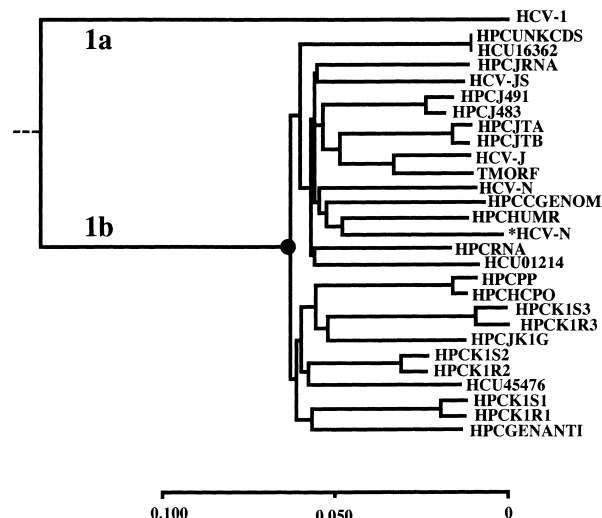 HCV-1
1a
HPCUNKCDS
HCU16362
HPCJRNA
HCV-JS
HPCJ491
HPCJ483
HPCJTA
HPCJTB
HCV-J
TMORF
HCV-N
HPCCGENOM
HPCHUMR
1b
*HCV-N
HPCRNA
HCU01214
HPCPP
HPCHCPO
HPCK1S3
HPCK1R3
HPCJK1G
HPCK1S2
HPCK1R2
HCU45476
HPCK1S1
HPCK1R1
HPCGENANTI
0.100 0.050 0